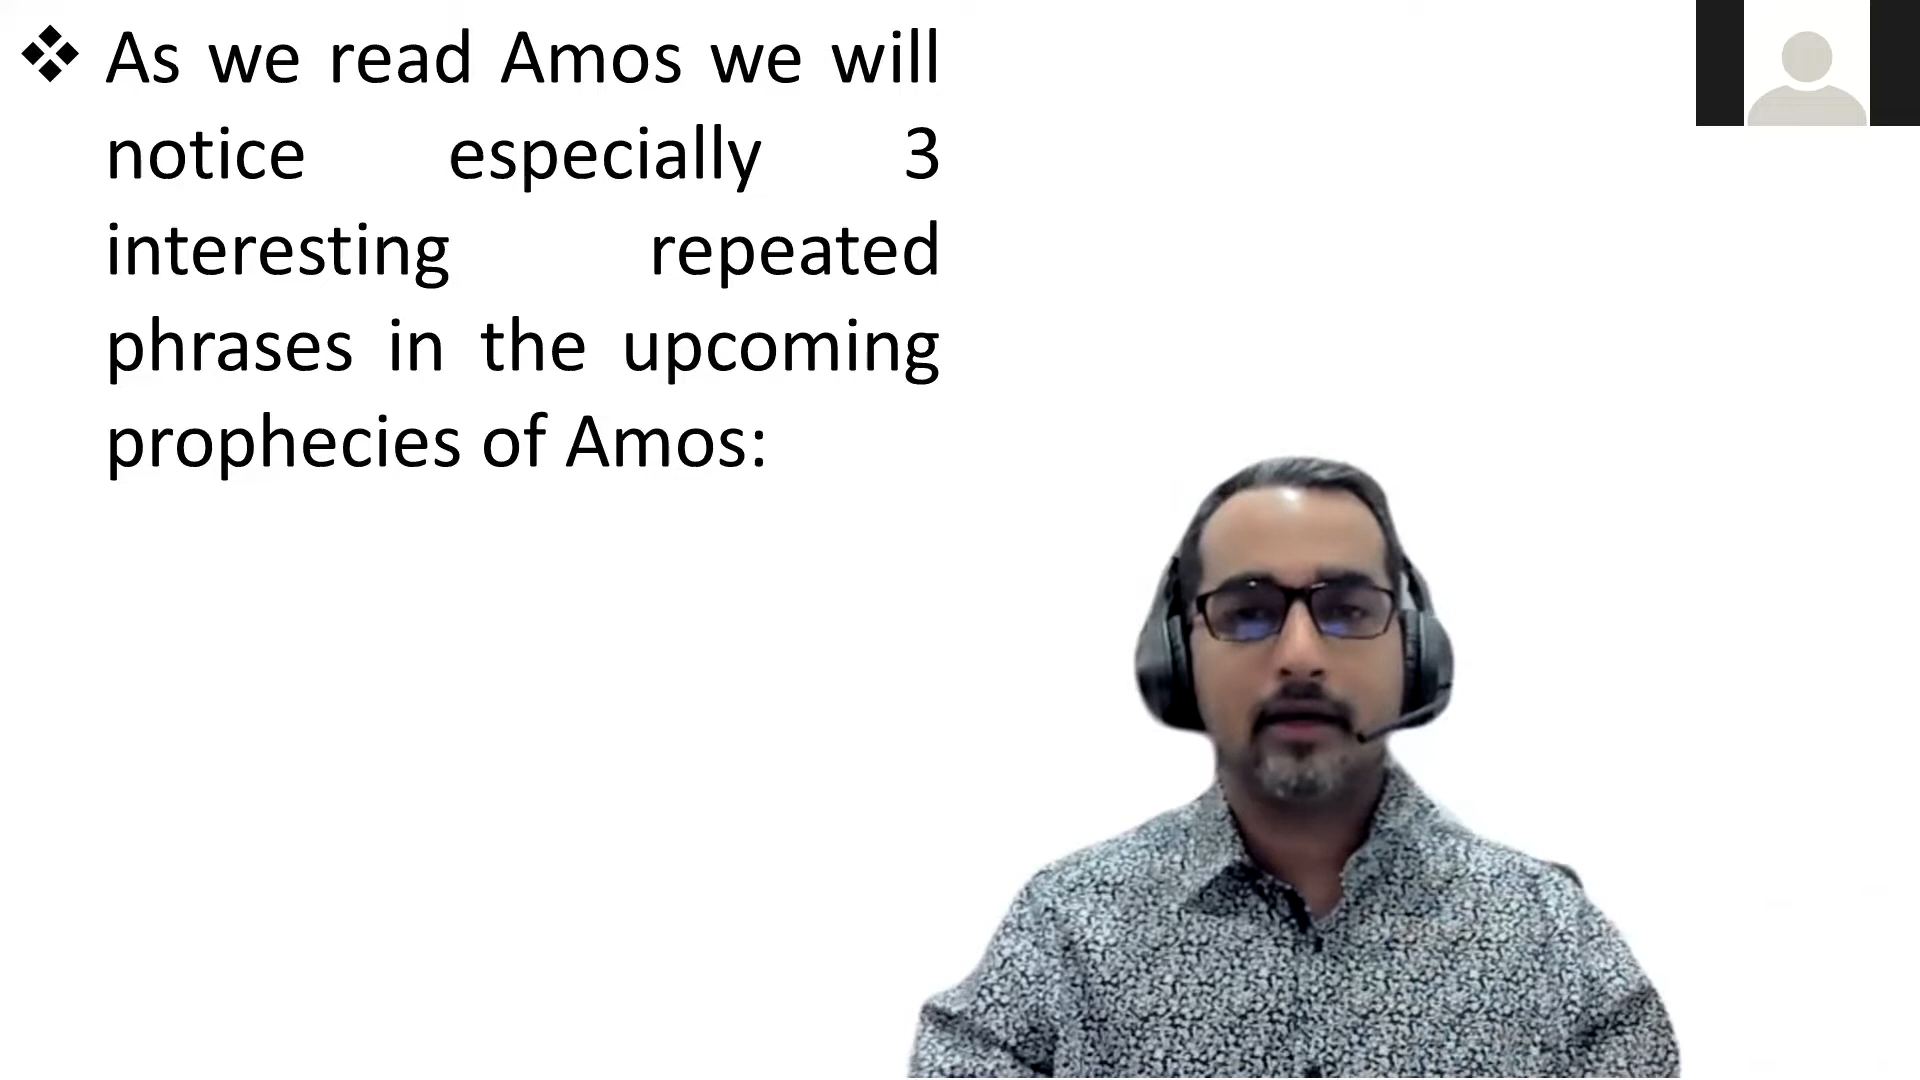 As we read Amos we will
notice especially 3
interesting repeated
phrases in the upcoming
prophecies of Amos: